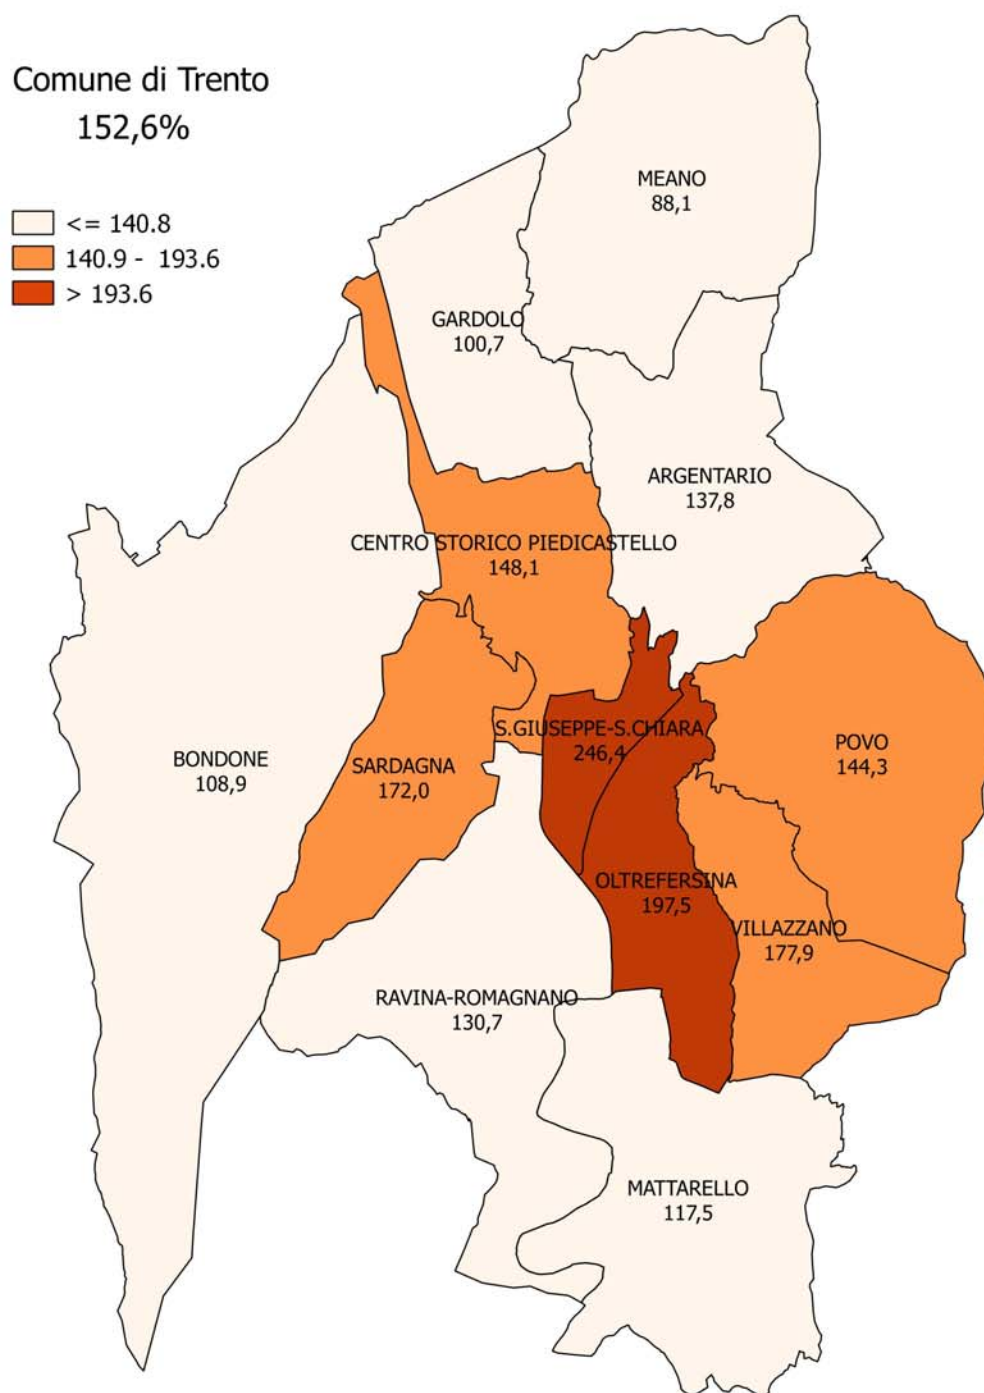 Comune di Trento
152,6%
<= 140.8
140.9 - 193.6
> 193.6
MEANO
88,1
GARDOLO
100,7
ARGENTARIO
137,8
CENTRO STORICO PIEDICASTELLO
148,1
S.GIUSEPPE-S.CHIARA
246,4
POVO
144,3
BONDONE
108,9
SARDAGNA
172,0
OLTREFERSINA
197,5
VILLAZZANO
177,9
RAVINA-ROMAGNANO
130,7
MATTARELLO
117,5